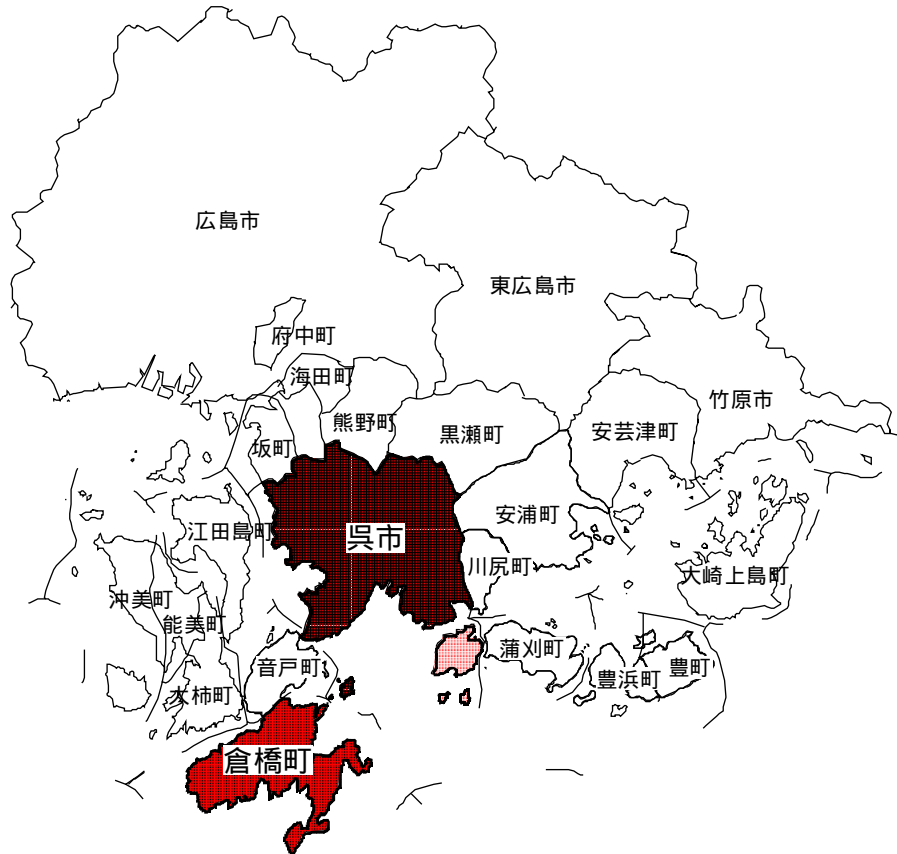 広島市
東広島市
府中町
海田町
竹原市
熊野町
黒瀬町
安芸津町
坂町
安浦町
江田島町
呉市
川尻町
大崎上島町
沖美町
能美町
音戸町
蒲刈町
豊浜町
豊町
大柿町
倉橋町